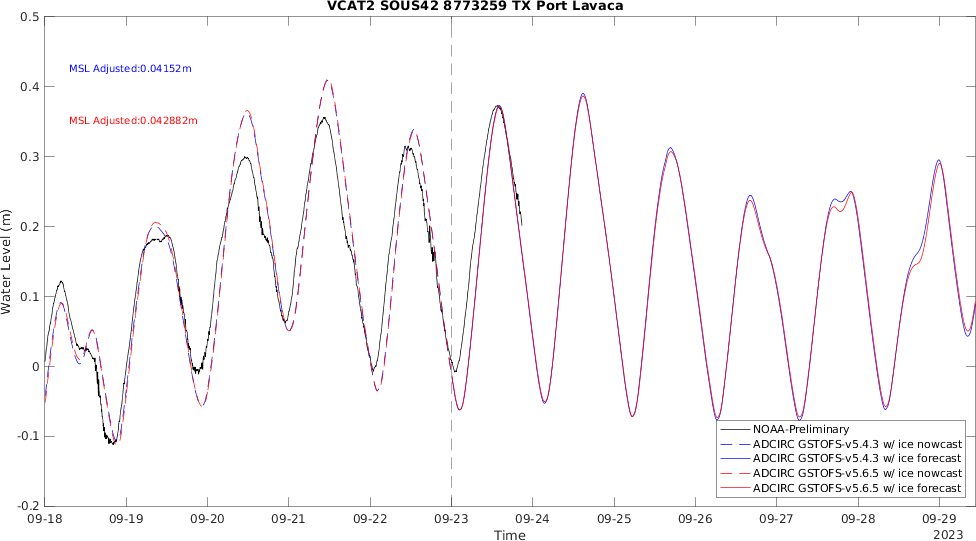 VCAT2 SOUS42 8773259 TX Port Lavaca
0.5
0.4
0.3
0.2
0.1
0
-0.1
-0.2
Water Level (m)
MSL Adjusted:0.04152m
MSL Adjusted:0.042882m
NOAA-Preliminary
ADCIRC GSTOFS-v5.4.3 w/ ice nowcast
ADCIRC GSTOFS-v5.4.3 w/ ice forecast
ADCIRC GSTOFS-v5.6.5 w/ ice nowcast
ADCIRC GSTOFS-v5.6.5 w/ ice forecast
09-18 09-19 09-20 09-21 09-22 09-23 09-24 09-25 09-26 09-27 09-28 09-29
Time
2023